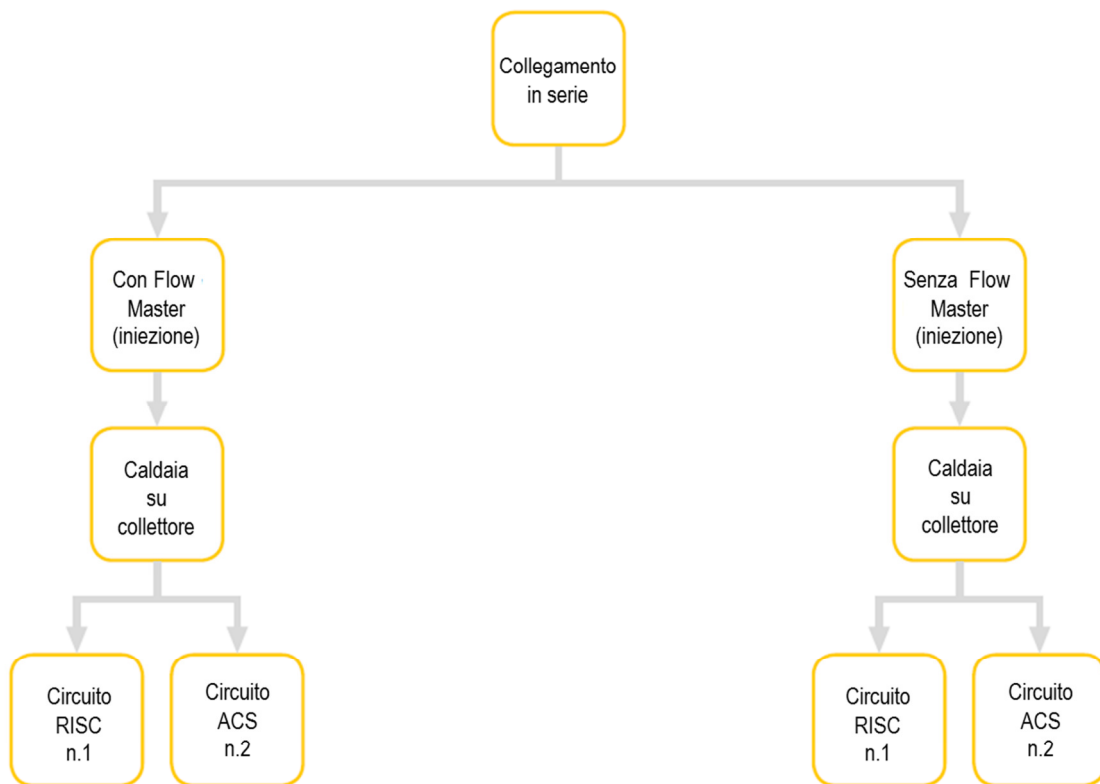 Collegamento
in serie
Con Flow
Master
(iniezione)
Senza Flow
Master
(iniezione)
Caldaia
su
collettore
Caldaia
su
collettore
Circuito
RISC
n.1
Circuito
ACS
n.2
Circuito
RISC
n.1
Circuito
ACS
n.2